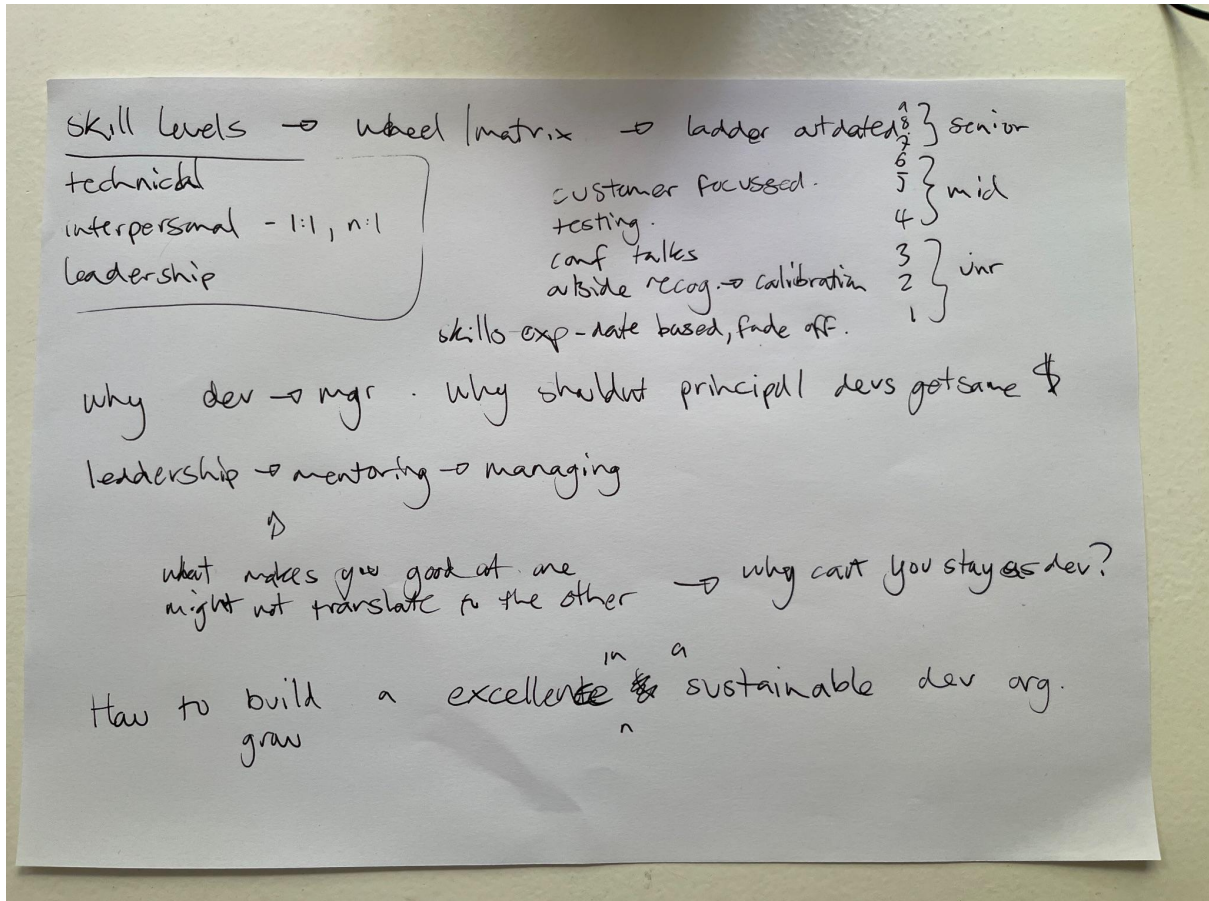 skill levels → wheel / matrix → ladder outdated
9 8 7 } senior
6 5 4 } mid
3 2 1 } jnr
technical
interpersonal - 1:1, n:1
leadership
customer focussed.
testing.
conf talks
outside recog. → calibration
skills exp - date based, fade off.
why dev → mgr. why shouldnt principal devs get same $
leadership → mentoring → managing
what makes you good at one
might not translate to the other → why cant you stay as dev?
in a
How to build a excellence sustainable dev org.
grow n